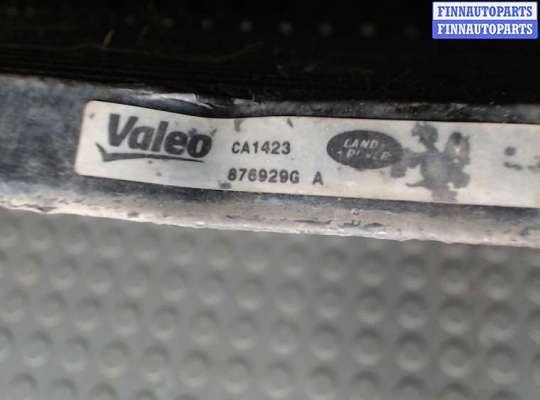 FINNAUTOPARTS
FINNAUTOPARTS
Valeo CA1423 LAND
876929G A ROVER